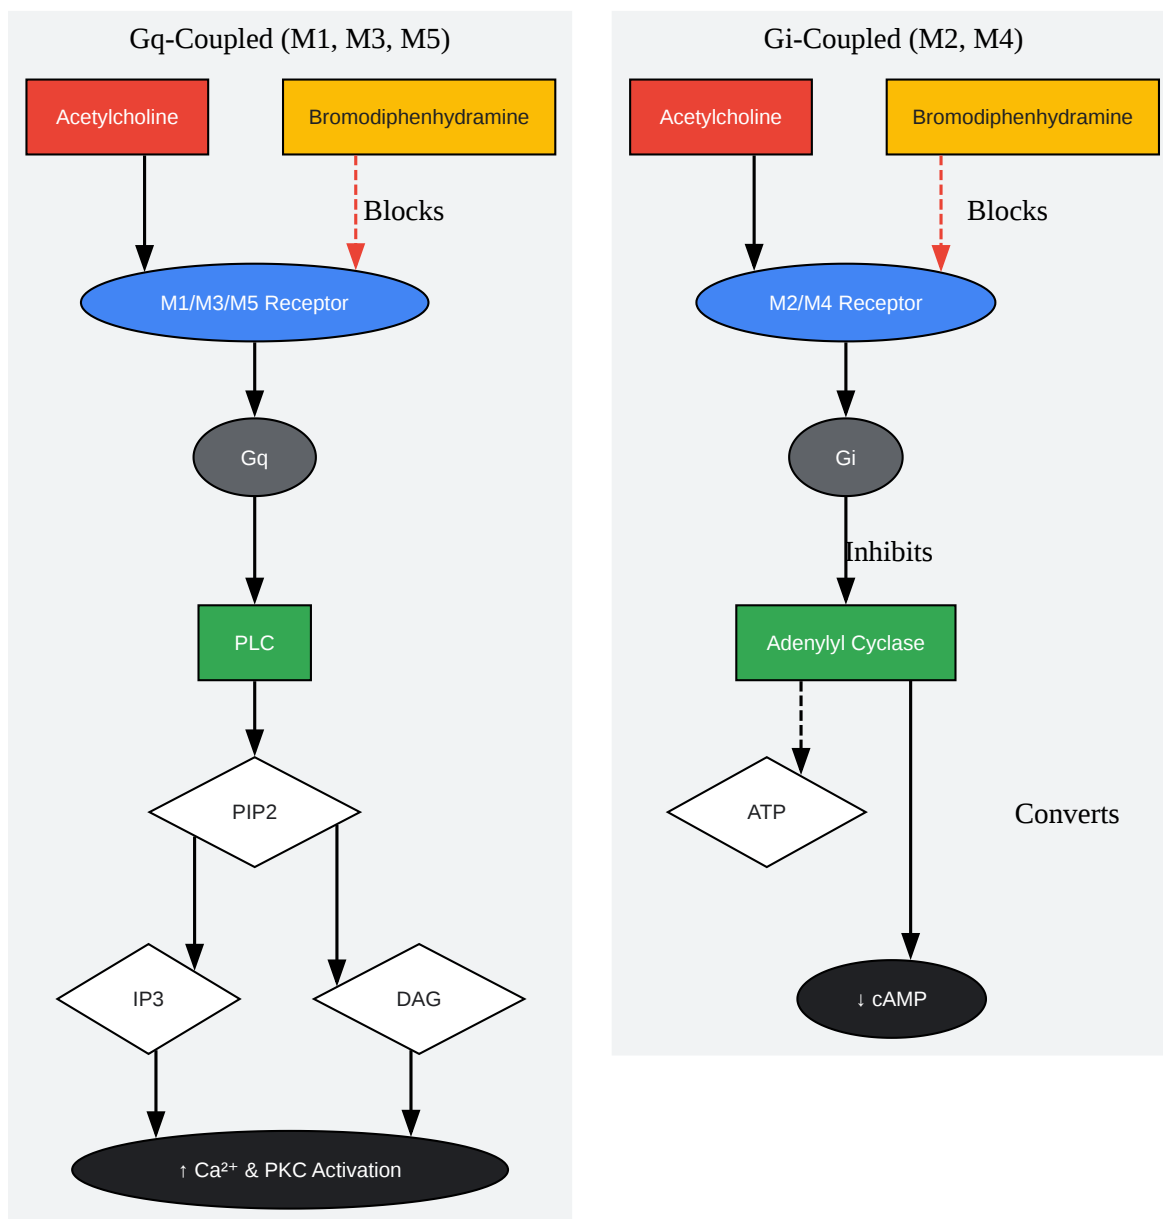 Gq-Coupled (M1, M3, M5)
Acetylcholine
Bromodiphenhydramine
Blocks
M1/M3/M5 Receptor
Gq
PLC
PIP2
IP3
DAG
↑ Ca²⁺ & PKC Activation
Gi-Coupled (M2, M4)
Acetylcholine
Bromodiphenhydramine
Blocks
M2/M4 Receptor
Gi
Inhibits
Adenylyl Cyclase
ATP
Converts
↓ cAMP